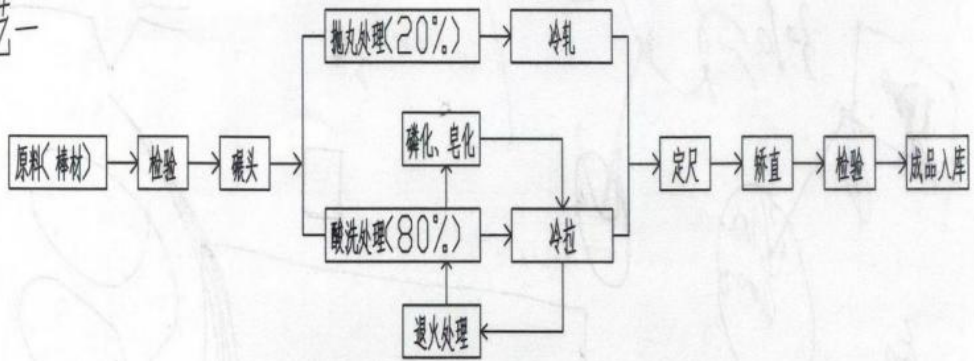 艺一
抛丸处理(20%)
冷轧
原料(棒材)
检验
碾头
磷化、皂化
定尺
矫直
检验
成品入库
酸洗处理(80%)
冷拉
退火处理